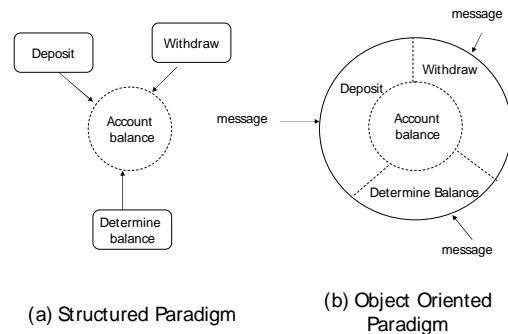 Deposit
Withdraw
Account
balance
Determine
balance
(a) Structured Paradigm
message
Withdraw
Deposit
message
Account
balance
Determine Balance
message
(b) Object Oriented
Paradigm